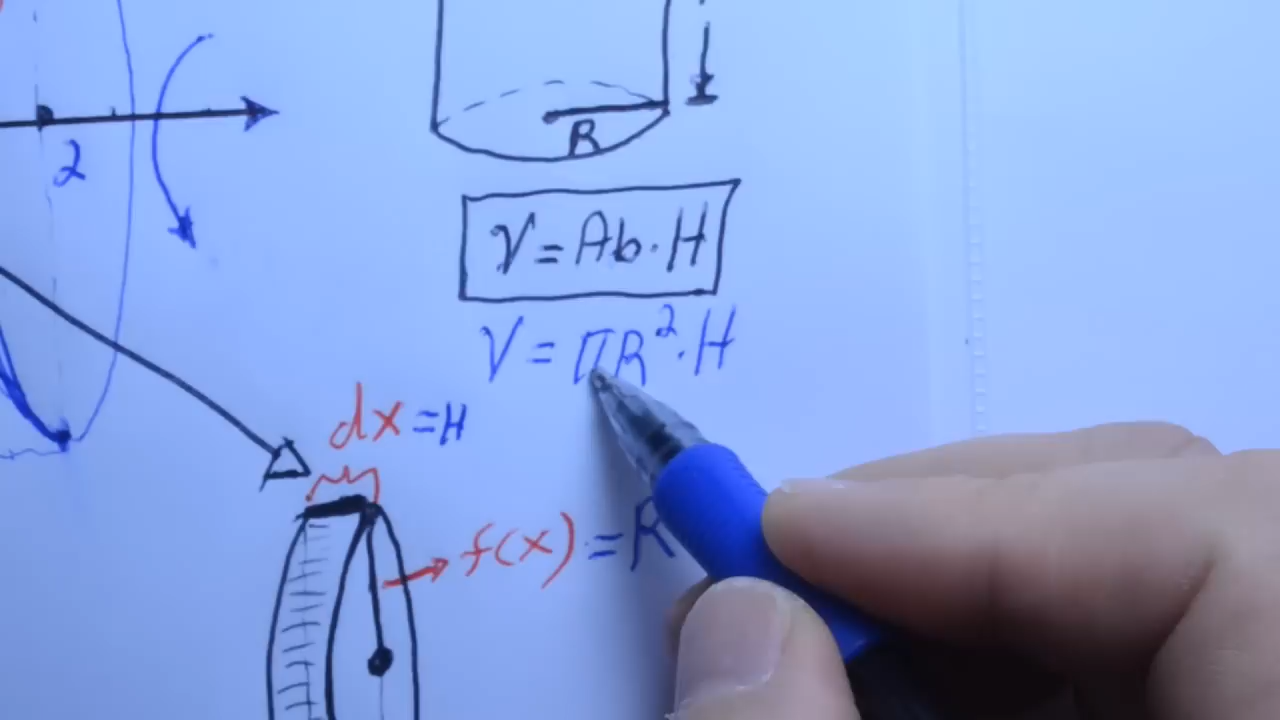 R
2
V = Ab · H
V = πR² · H
dx = H
f(x) = R